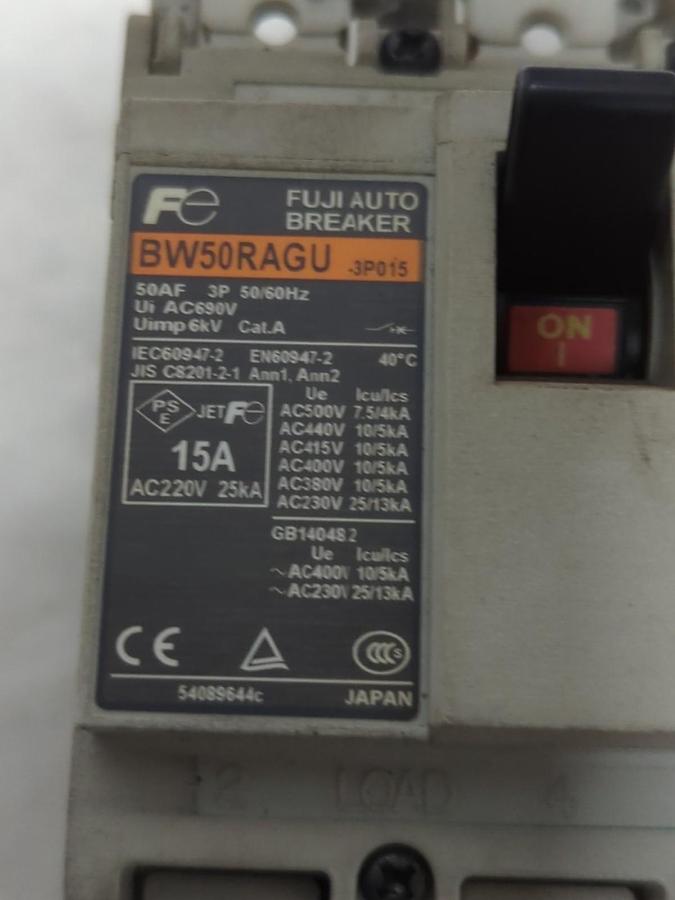 Fe FUJI AUTO
BREAKER
BW50RAGU -3P015
50AF 3P 50/60Hz
Ui AC690V
Uimp 6kV Cat.A
IEC60947-2 EN60947-2 40°C
JIS C8201-2-1 Ann1, Ann2
PS
E
JET Fe
15A
AC220V 25kA
Ue Icu/Ics
AC500V 7.5/4kA
AC440V 10/5kA
AC415V 10/5kA
AC400V 10/5kA
AC380V 10/5kA
AC230V 25/13kA
GB14048.2
Ue Icu/Ics
~AC400V 10/5kA
~AC230V 25/13kA
CE CCC S
54089644c JAPAN
ON
I
2 LOAD 4